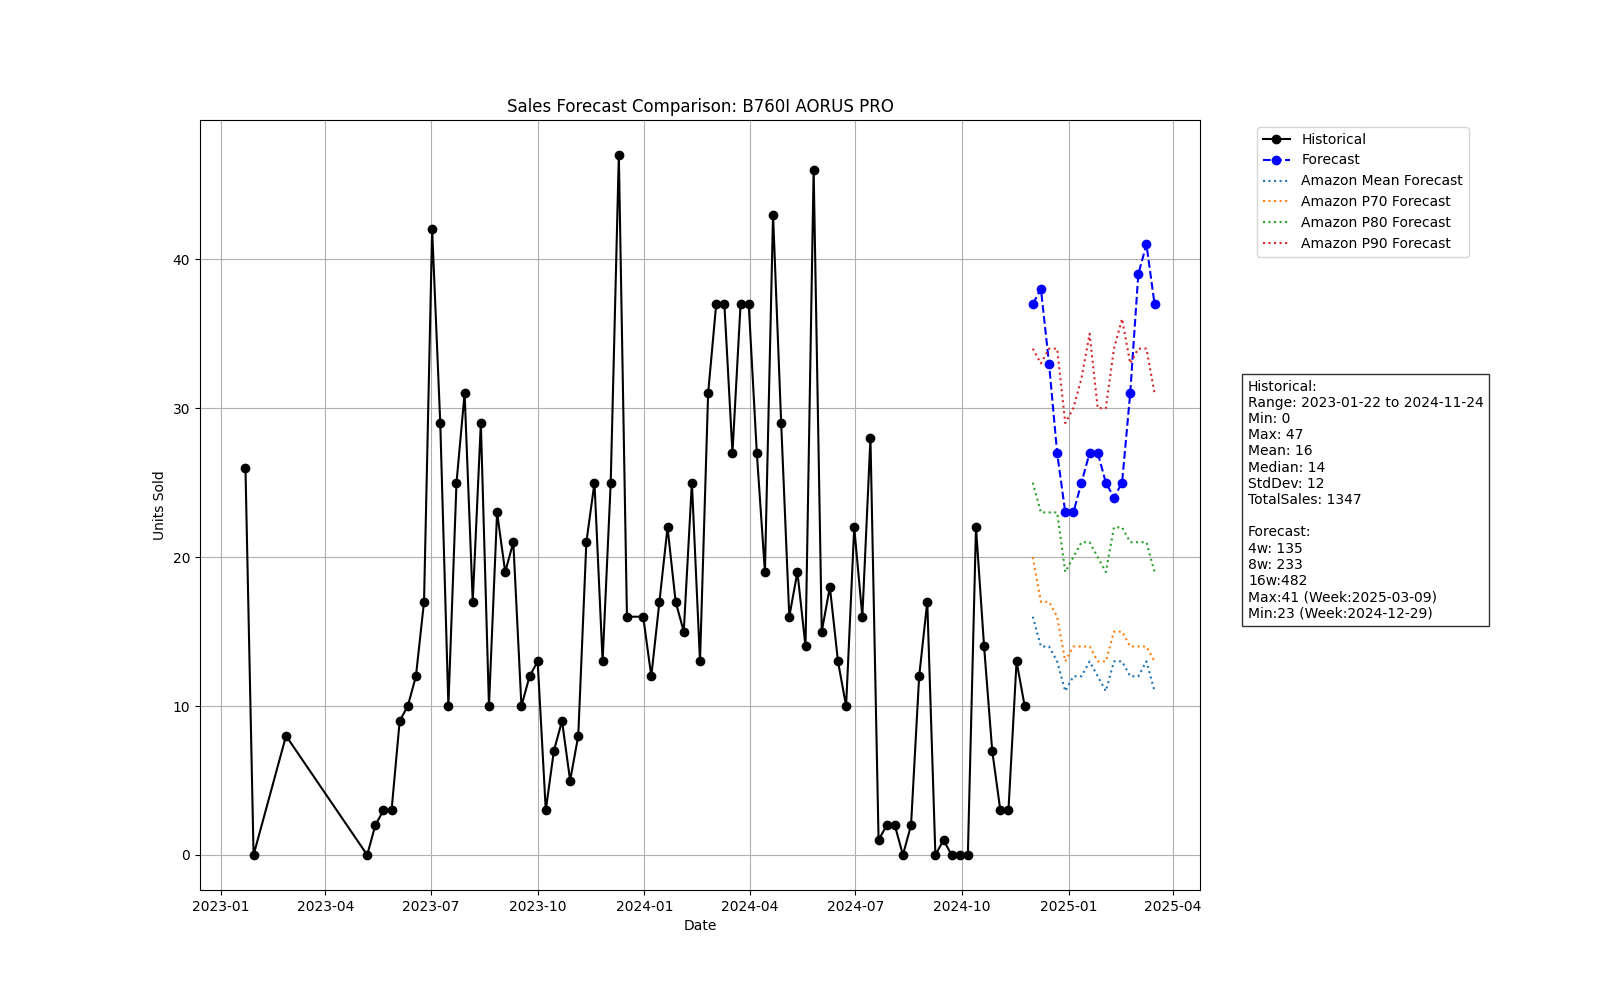 Sales Forecast Comparison: B760I AORUS PRO
Historical
Forecast
Amazon Mean Forecast
Amazon P70 Forecast
Amazon P80 Forecast
Amazon P90 Forecast
Units Sold
40
30
20
10
0
2023-01
2023-04
2023-07
2023-10
2024-01
2024-04
2024-07
2024-10
2025-01
2025-04
Date
Historical:
Range: 2023-01-22 to 2024-11-24
Min: 0
Max: 47
Mean: 16
Median: 14
StdDev: 12
TotalSales: 1347
Forecast:
4w: 135
8w: 233
16w:482
Max:41 (Week:2025-03-09)
Min:23 (Week:2024-12-29)